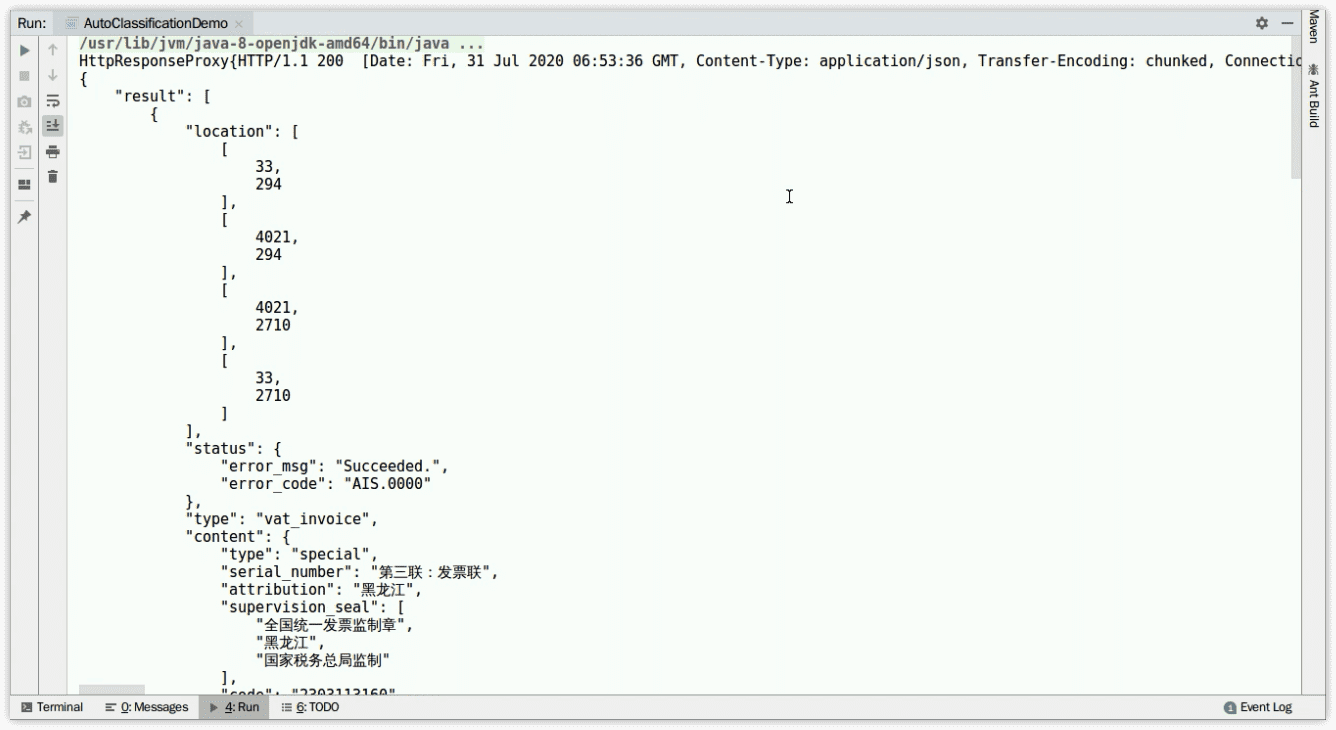 Run: AutoClassificationDemo
/usr/lib/jvm/java-8-openjdk-amd64/bin/java ...
HttpResponseProxy{HTTP/1.1 200  [Date: Fri, 31 Jul 2020 06:53:36 GMT, Content-Type: application/json, Transfer-Encoding: chunked, Connectio
{
    "result": [
        {
            "location": [
                [
                    33,
                    294
                ],
                [
                    4021,
                    294
                ],
                [
                    4021,
                    2710
                ],
                [
                    33,
                    2710
                ]
            ],
            "status": {
                "error_msg": "Succeeded.",
                "error_code": "AIS.0000"
            },
            "type": "vat_invoice",
            "content": {
                "type": "special",
                "serial_number": "第三联：发票联",
                "attribution": "黑龙江",
                "supervision_seal": [
                    "全国统一发票监制章",
                    "黑龙江",
                    "国家税务总局监制"
                ],
                "code": "2303113160"
Maven
Ant Build
Terminal 0: Messages 4: Run 6: TODO 1 Event Log